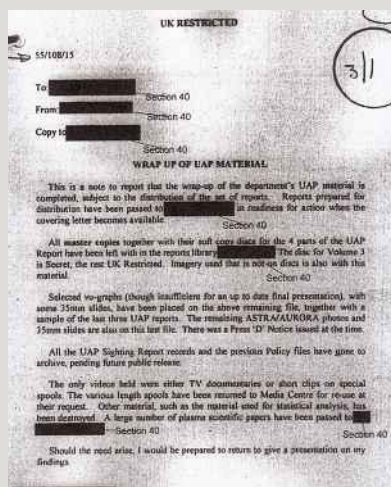 UK RESTRICTED
55/108/15
3|1
To
Section 40
From
Section 40
Copy to
Section 40
WRAP UP OF UAP MATERIAL
This is a note to report that the wrap-up of the department's UAP material is
completed, subject to the distribution of the set of reports. Reports prepared for
distribution have been passed to in readiness for action when the
covering letter becomes available. Section 40
All master copies together with their soft copy discs for the 4 parts of the UAP
Report have been left with in the reports library The disc for Volume 3
is Secret, the rest UK Restricted. Imagery used that is not on discs is also with this
material. Section 40
Selected vu-graphs (though insufficient for an up to date final presentation), with
some 35mm slides, have been placed on the above remaining file, together with a
sample of the last three UAP reports. The remaining ASTRA/AURORA photos and
35mm slides are also on this last file. There was a Press 'D' Notice issued at the time.
All the UAP Sighting Report records and the previous Policy files have gone to
archive, pending future public release.
The only videos held were either TV documentaries or short clips on special
spools. The various length spools have been returned to Media Centre for re-use at
their request. Other material, such as the material used for statistical analysis, has
been destroyed. A large number of plasma scientific papers have been passed to
Section 40 Section 40
Should the need arise, I would be prepared to return to give a presentation on my
findings.